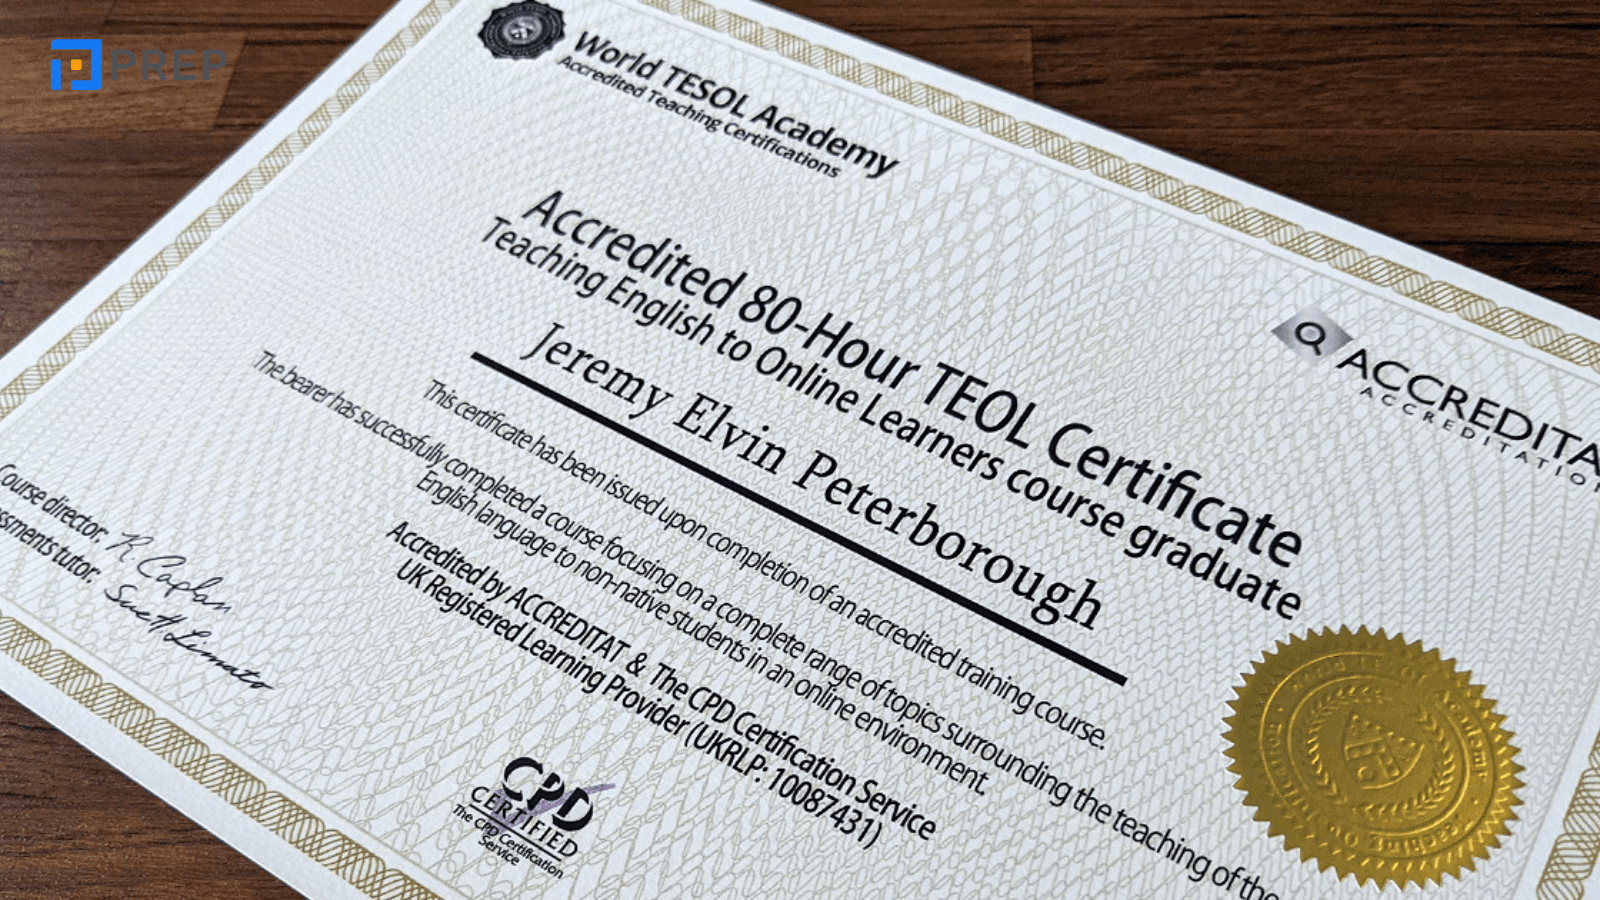 PREP
World TESOL Academy
Accredited Teaching Certifications
Accredited 80-Hour TEOL Certificate
Teaching English to Online Learners course graduate
Jeremy Elvin Peterborough
This certificate has been issued upon completion of an accredited training course.
The bearer has successfully completed a course focusing on a complete range of topics surrounding the teaching of the
English language to non-native students in an online environment.
Accredited by ACCREDITAT & The CPD Certification Service
UK Registered Learning Provider (UKRLP: 10087431)
ACCREDITA
ACCREDITATION
Course director: R Caplan
ssments tutor:
CPD
CERTIFIED
The CPD Certification
Service